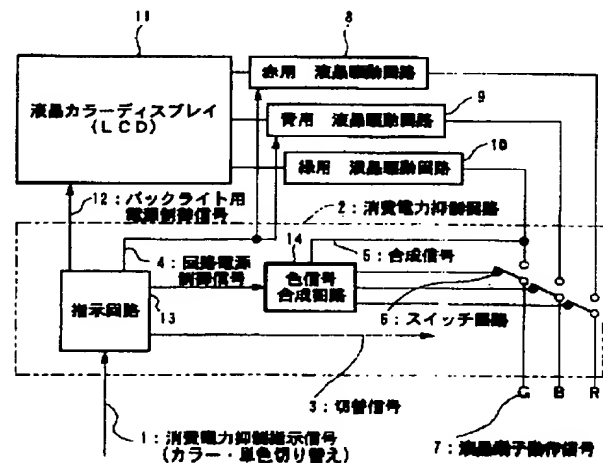 11
8
液晶カラーディスプレイ
(LCD)
赤用 液晶駆動回路
9
青用 液晶駆動回路
10
緑用 液晶駆動回路
12:バックライト用
電源制御信号
2:消費電力抑制回路
14
4:回路電源
制御信号
5:合成信号
色信号
合成回路
指示回路
13
6:スイッチ回路
3:切替信号
G B R
1:消費電力抑制指示信号
(カラー・単色切り替え)
7:液晶素子動作信号